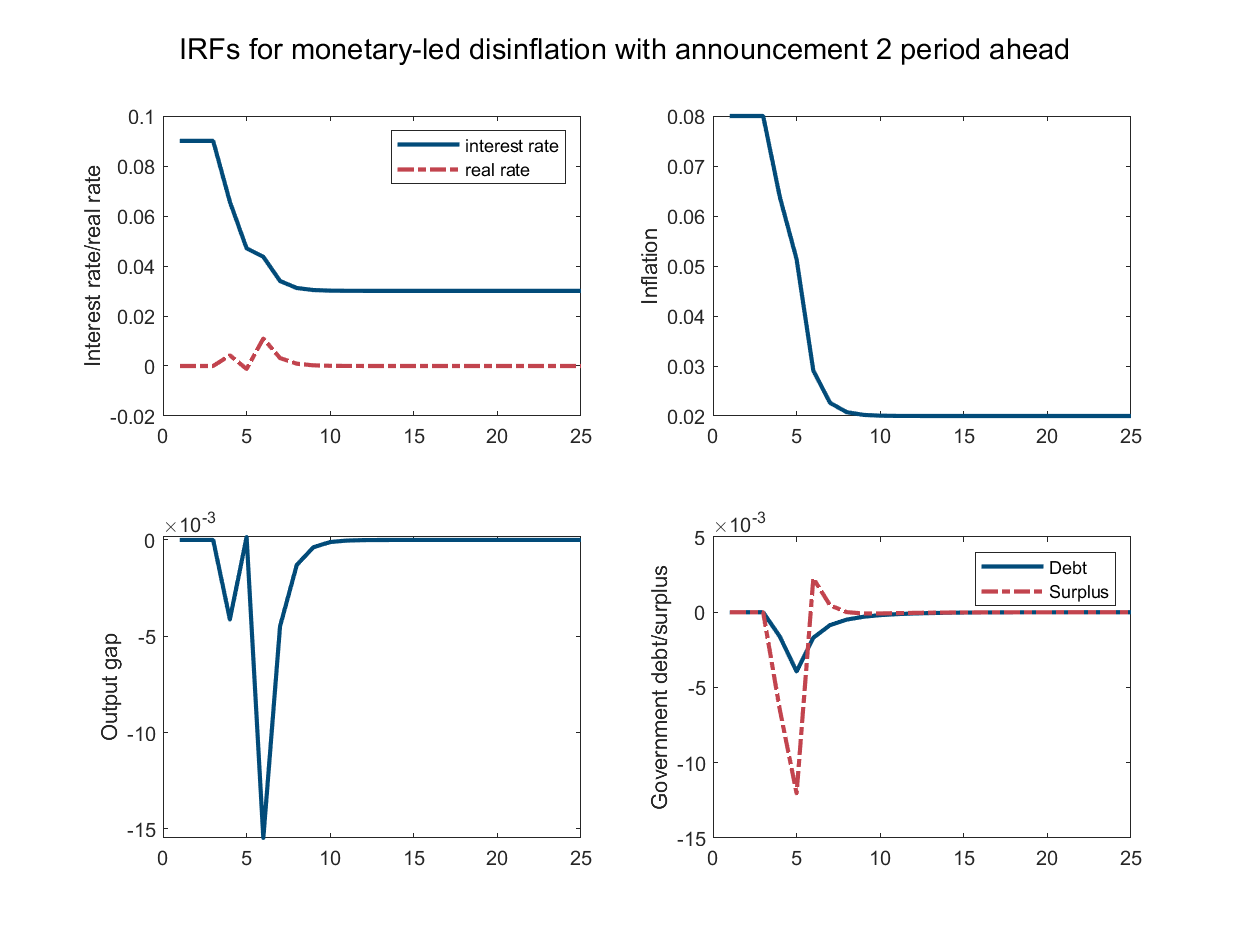 IRFs for monetary-led disinflation with announcement 2 period ahead
0.1
0.08
0.06
0.04
0.02
0
-0.02
Interest rate/real rate
interest rate
real rate
0 5 10 15 20 25
0.08
0.07
0.06
0.05
0.04
0.03
0.02
Inflation
0 5 10 15 20 25
×10-3
0
-5
-10
-15
Output gap
0 5 10 15 20 25
×10-3
5
0
-5
-10
-15
Government debt/surplus
Debt
Surplus
0 5 10 15 20 25